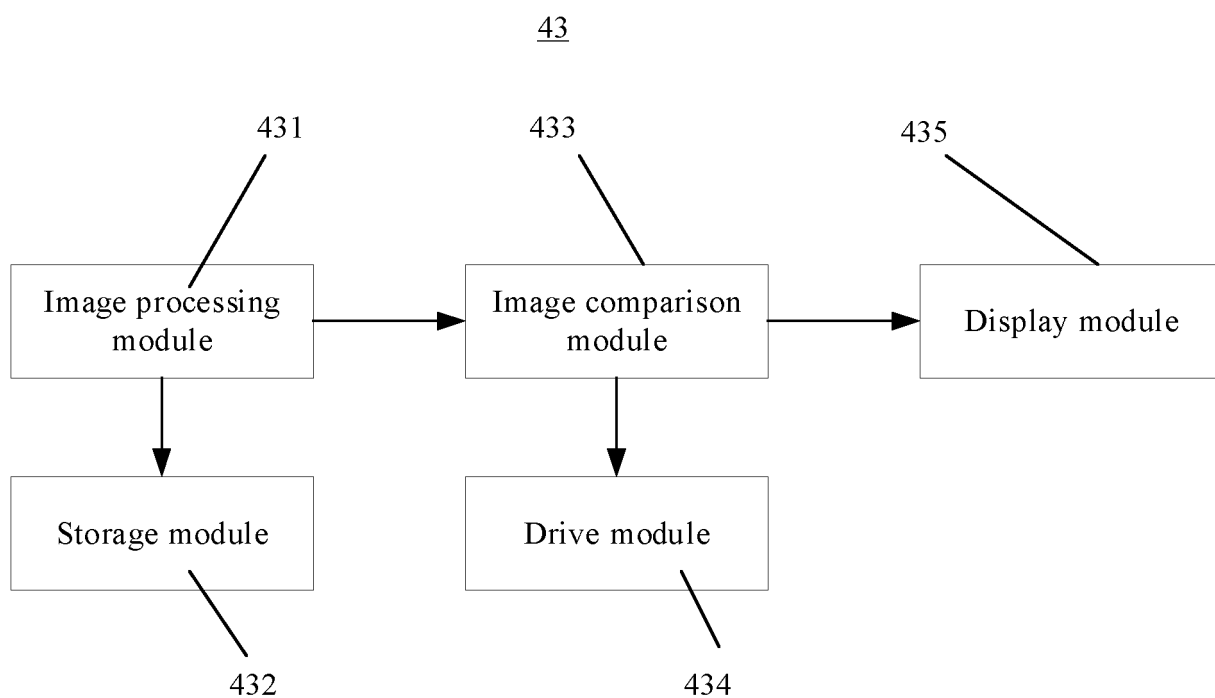 43
431
433
435
Image processing
module
Image comparison
module
Display module
Storage module
Drive module
432
434